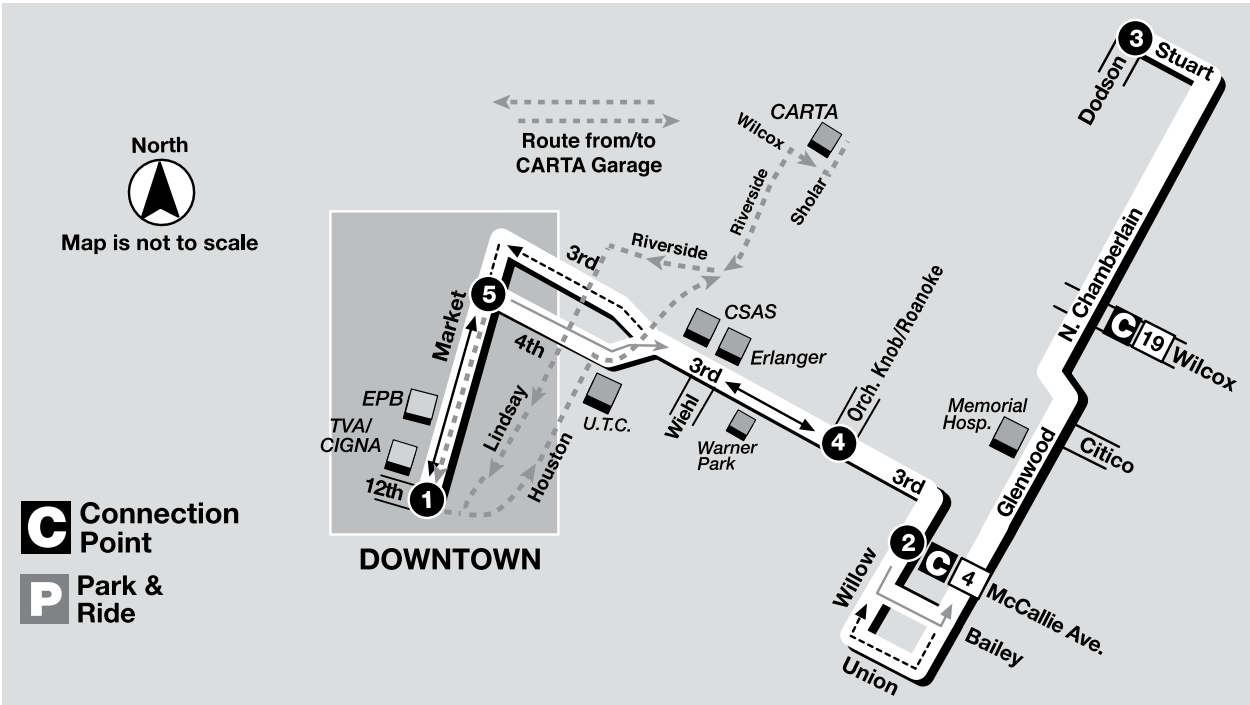 3
Stuart
Dodson
CARTA
Wilcox
Route from/to
CARTA Garage
North
Map is not to scale
Riverside
Sholar
Riverside
3rd
5
Market
4th
CSAS
Erlanger
3rd
Orch. Knob/Roanoke
N. Chamberlain
C
19
Wilcox
EPB
TVA/
CIGNA
Lindsay
U.T.C.
Wiehl
Warner
Park
4
Memorial
Hosp.
Citico
Glenwood
12th
1
Houston
3rd
C
Connection
Point
DOWNTOWN
2
C
4
McCallie Ave.
Willow
P
Park &
Ride
Bailey
Union